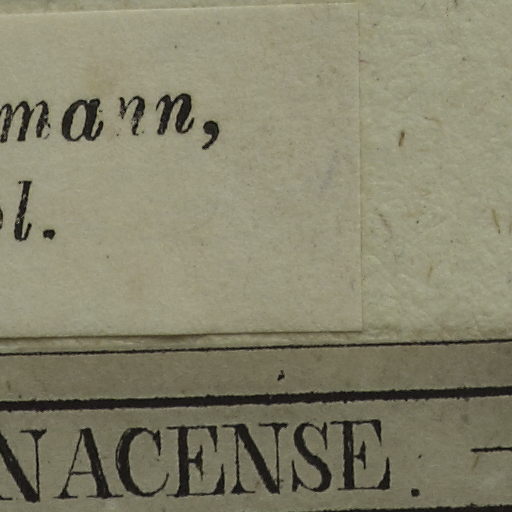 mann,
l.
NACENSE. —